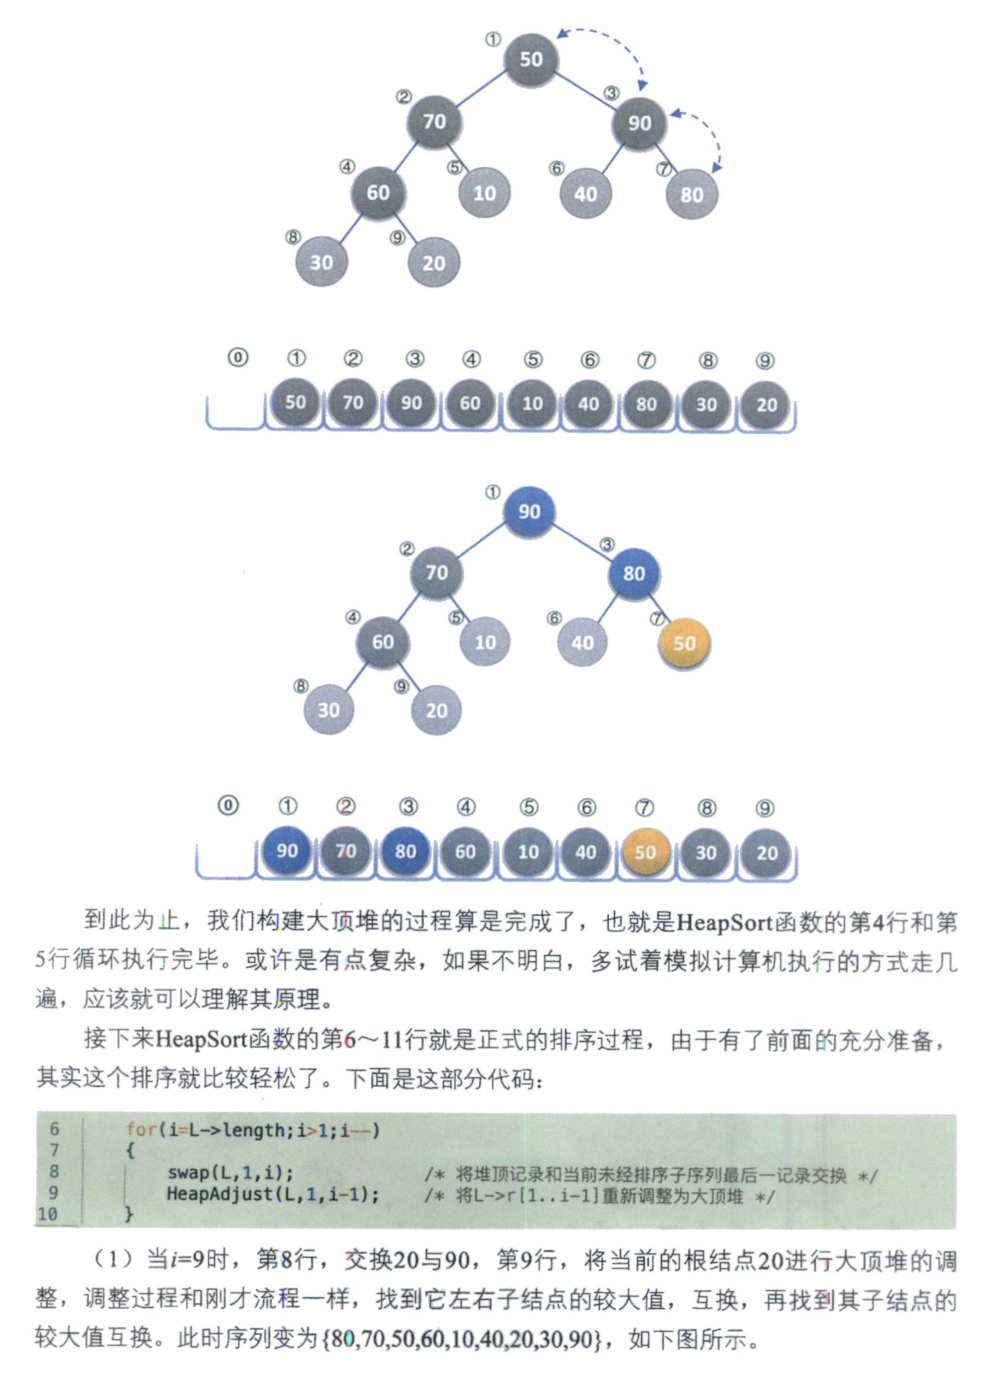 ①
50
②
③
70
90
④
⑤
⑥
⑦
60
10
40
80
⑧
⑨
30
20
⓪ ① ② ③ ④ ⑤ ⑥ ⑦ ⑧ ⑨
50 70 90 60 10 40 80 30 20
①
90
②
③
70
80
④
⑤
⑥
⑦
60
10
40
50
⑧
⑨
30
20
⓪ ① ② ③ ④ ⑤ ⑥ ⑦ ⑧ ⑨
90 70 80 60 10 40 50 30 20
到此为止，我们构建大顶堆的过程算是完成了，也就是HeapSort函数的第4行和第
5行循环执行完毕。或许是有点复杂，如果不明白，多试着模拟计算机执行的方式走几
遍，应该就可以理解其原理。
接下来HeapSort函数的第6～11行就是正式的排序过程，由于有了前面的充分准备，
其实这个排序就比较轻松了。下面是这部分代码：
6 for(i=L->length;i>1;i--)
7 {
8 swap(L,1,i); /* 将堆顶记录和当前未经排序子序列最后一记录交换 */
9 HeapAdjust(L,1,i-1); /* 将L->r[1..i-1]重新调整为大顶堆 */
10 }
（1）当i=9时，第8行，交换20与90，第9行，将当前的根结点20进行大顶堆的调
整，调整过程和刚才流程一样，找到它左右子结点的较大值，互换，再找到其子结点的
较大值互换。此时序列变为{80,70,50,60,10,40,20,30,90}，如下图所示。